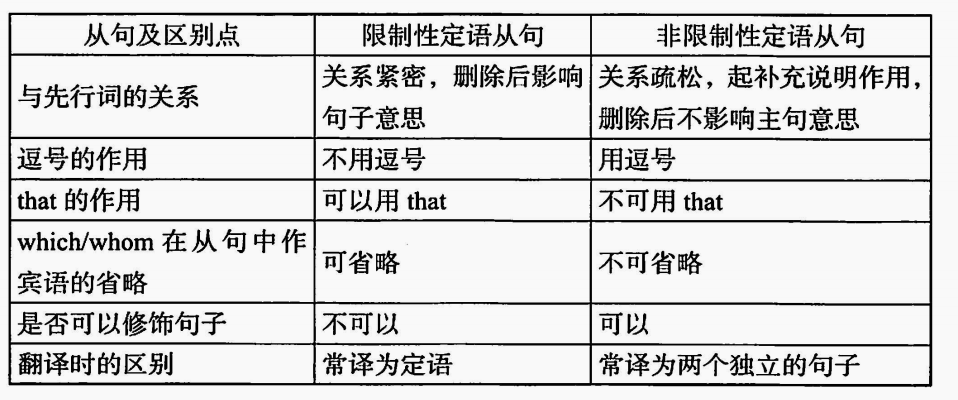 从句及区别点 限制性定语从句 非限制性定语从句
与先行词的关系 关系紧密，删除后影响句子意思 关系疏松，起补充说明作用，删除后不影响主句意思
逗号的作用 不用逗号 用逗号
that 的作用 可以用 that 不可用 that
which/whom 在从句中作宾语的省略 可省略 不可省略
是否可以修饰句子 不可以 可以
翻译时的区别 常译为定语 常译为两个独立的句子